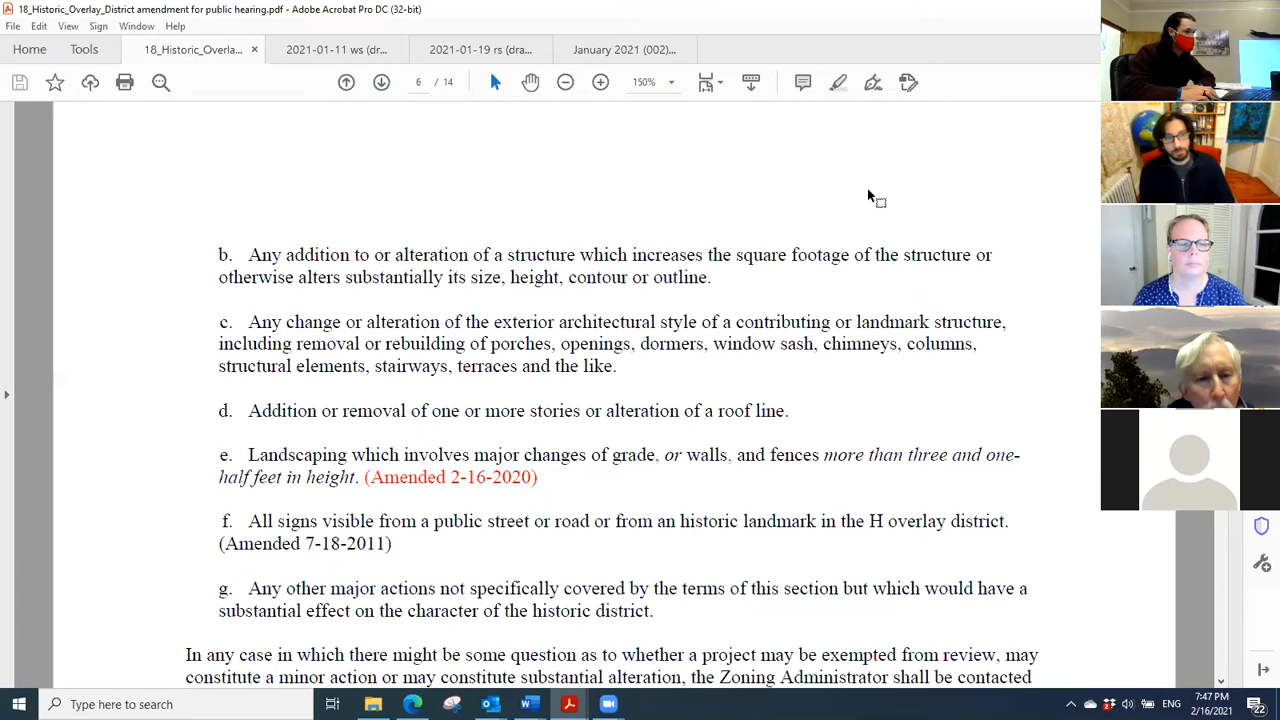 18_Historic_Overlay_District amendment for public hearing.pdf - Adobe Acrobat Pro DC (32-bit)
File Edit View Sign Window Help
Home Tools 18_Historic_Overla... × 2021-01-11 ws (dr... 2021-01-19 rs (dra... January 2021 (002)...
6 / 14 150%
b. Any addition to or alteration of a structure which increases the square footage of the structure or
otherwise alters substantially its size, height, contour or outline.
c. Any change or alteration of the exterior architectural style of a contributing or landmark structure,
including removal or rebuilding of porches, openings, dormers, window sash, chimneys, columns,
structural elements, stairways, terraces and the like.
d. Addition or removal of one or more stories or alteration of a roof line.
e. Landscaping which involves major changes of grade, or walls, and fences more than three and one-
half feet in height. (Amended 2-16-2020)
f. All signs visible from a public street or road or from an historic landmark in the H overlay district.
(Amended 7-18-2011)
g. Any other major actions not specifically covered by the terms of this section but which would have a
substantial effect on the character of the historic district.
In any case in which there might be some question as to whether a project may be exempted from review, may
constitute a minor action or may constitute substantial alteration, the Zoning Administrator shall be contacted
Type here to search
ENG
7:47 PM
2/16/2021
22